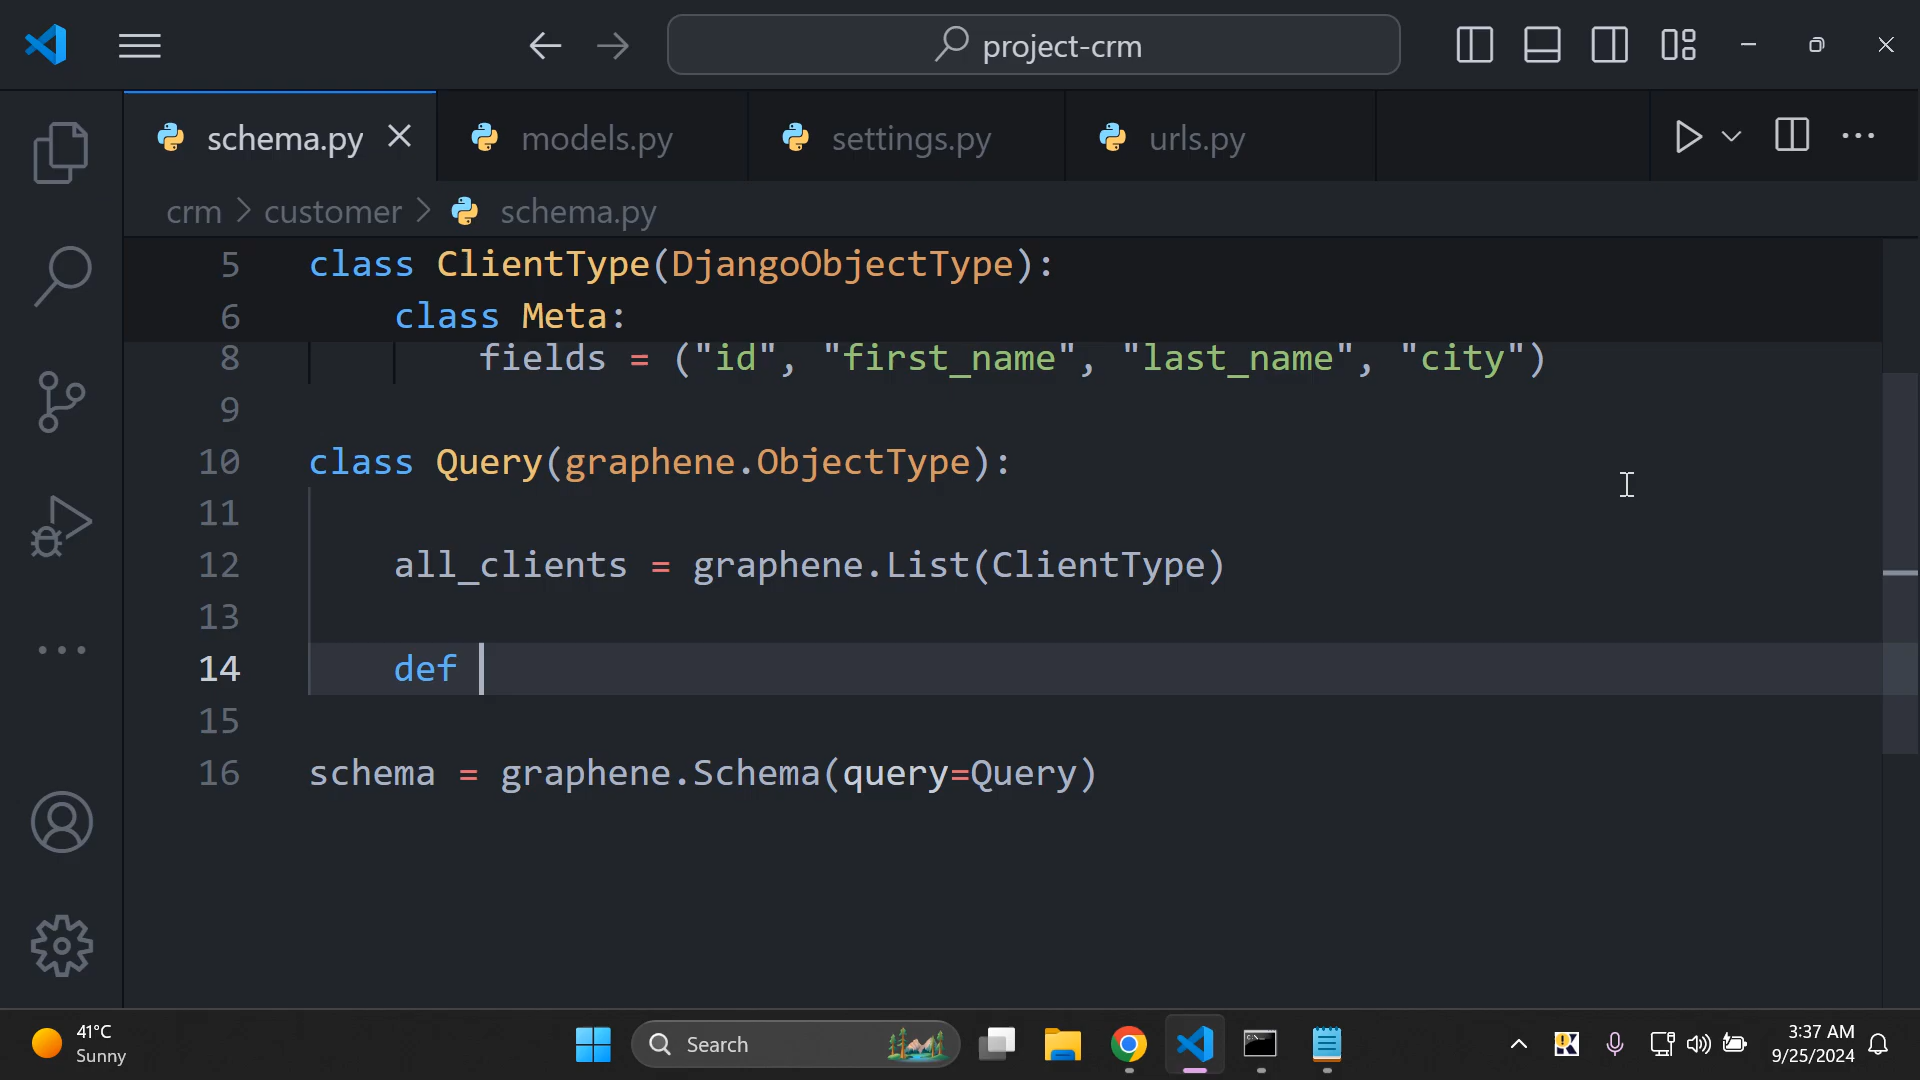 project-crm
schema.py
models.py
settings.py
urls.py
crm > customer > schema.py
5 class ClientType(DjangoObjectType):
6 class Meta:
8 fields = ("id", "first_name", "last_name", "city")
9
10 class Query(graphene.ObjectType):
11
12 all_clients = graphene.List(ClientType)
13
14 def
15
16 schema = graphene.Schema(query=Query)
41°C
Sunny
Search
3:37 AM
9/25/2024